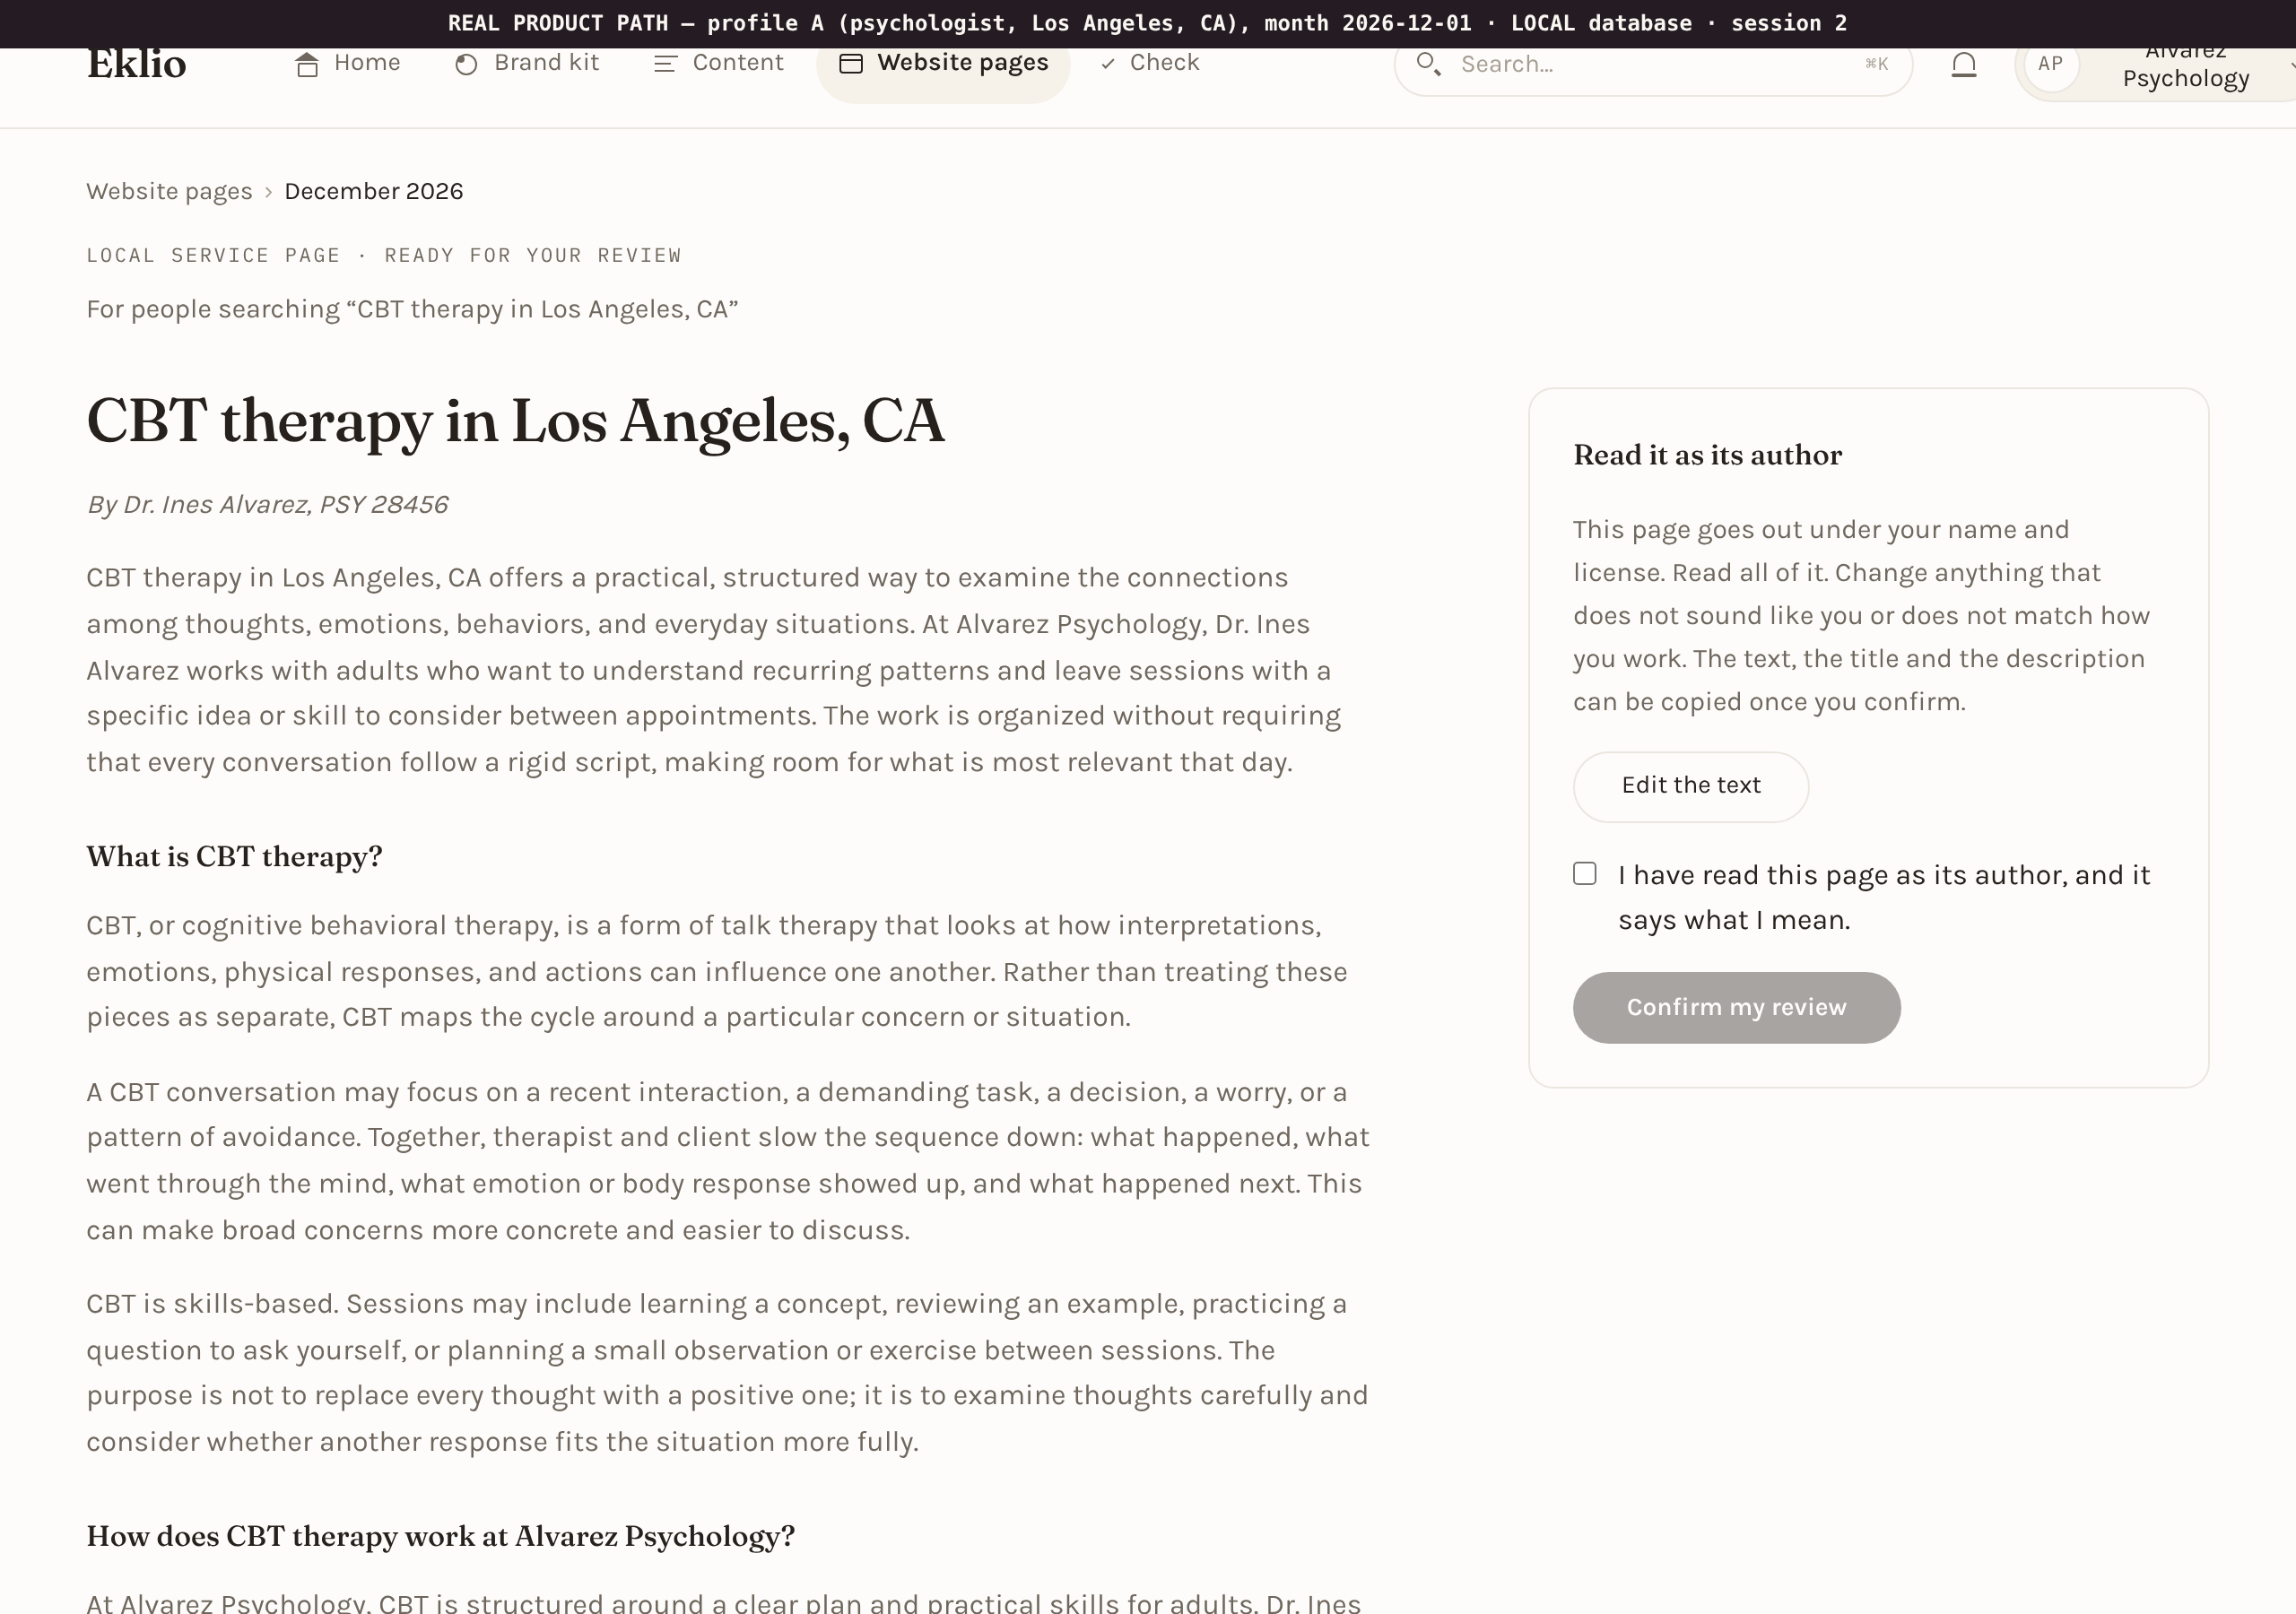 REAL PRODUCT PATH — profile A (psychologist, Los Angeles, CA), month 2026-12-01 · LOCAL database · session 2
Eklio
Home
Brand kit
Content
Website pages
Check
Search...
⌘K
AP
Alvarez
Psychology
Website pages › December 2026
LOCAL SERVICE PAGE · READY FOR YOUR REVIEW
For people searching “CBT therapy in Los Angeles, CA”
CBT therapy in Los Angeles, CA
By Dr. Ines Alvarez, PSY 28456
CBT therapy in Los Angeles, CA offers a practical, structured way to examine the connections
among thoughts, emotions, behaviors, and everyday situations. At Alvarez Psychology, Dr. Ines
Alvarez works with adults who want to understand recurring patterns and leave sessions with a
specific idea or skill to consider between appointments. The work is organized without requiring
that every conversation follow a rigid script, making room for what is most relevant that day.
What is CBT therapy?
CBT, or cognitive behavioral therapy, is a form of talk therapy that looks at how interpretations,
emotions, physical responses, and actions can influence one another. Rather than treating these
pieces as separate, CBT maps the cycle around a particular concern or situation.
A CBT conversation may focus on a recent interaction, a demanding task, a decision, a worry, or a
pattern of avoidance. Together, therapist and client slow the sequence down: what happened, what
went through the mind, what emotion or body response showed up, and what happened next. This
can make broad concerns more concrete and easier to discuss.
CBT is skills-based. Sessions may include learning a concept, reviewing an example, practicing a
question to ask yourself, or planning a small observation or exercise between sessions. The
purpose is not to replace every thought with a positive one; it is to examine thoughts carefully and
consider whether another response fits the situation more fully.
How does CBT therapy work at Alvarez Psychology?
At Alvarez Psychology, CBT is structured around a clear plan and practical skills for adults. Dr. Ines
Read it as its author
This page goes out under your name and
license. Read all of it. Change anything that
does not sound like you or does not match how
you work. The text, the title and the description
can be copied once you confirm.
Edit the text
I have read this page as its author, and it
says what I mean.
Confirm my review